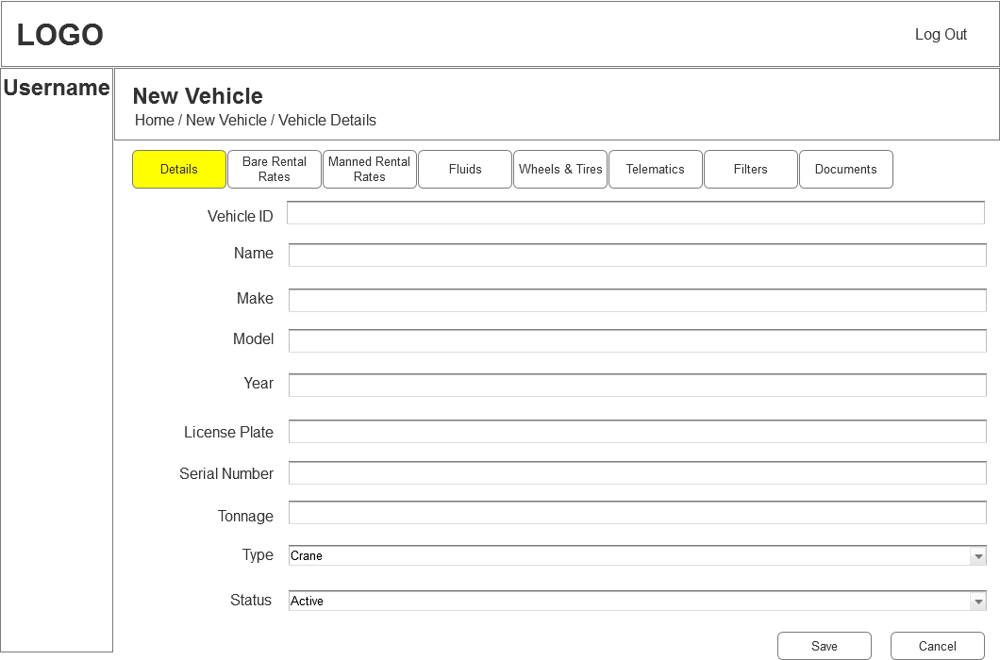 LOGO
Log Out
Username
New Vehicle
Home / New Vehicle / Vehicle Details
Details
Bare Rental
Rates
Manned Rental
Rates
Fluids
Wheels & Tires
Telematics
Filters
Documents
Vehicle ID
Name
Make
Model
Year
License Plate
Serial Number
Tonnage
Type
Crane
Status
Active
Save
Cancel